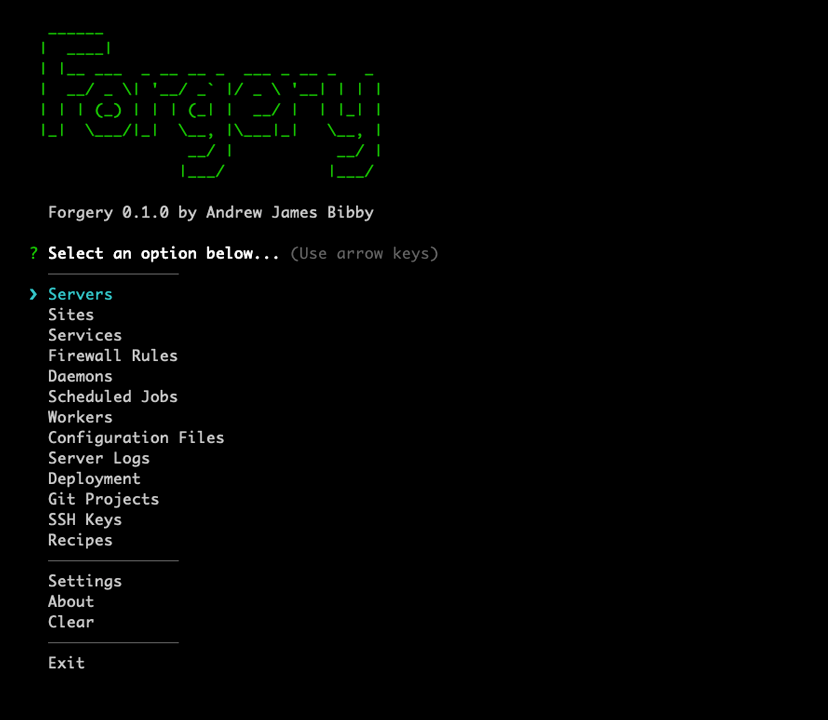 Forgery
Forgery 0.1.0 by Andrew James Bibby
? Select an option below... (Use arrow keys)
❯ Servers
Sites
Services
Firewall Rules
Daemons
Scheduled Jobs
Workers
Configuration Files
Server Logs
Deployment
Git Projects
SSH Keys
Recipes
Settings
About
Clear
Exit